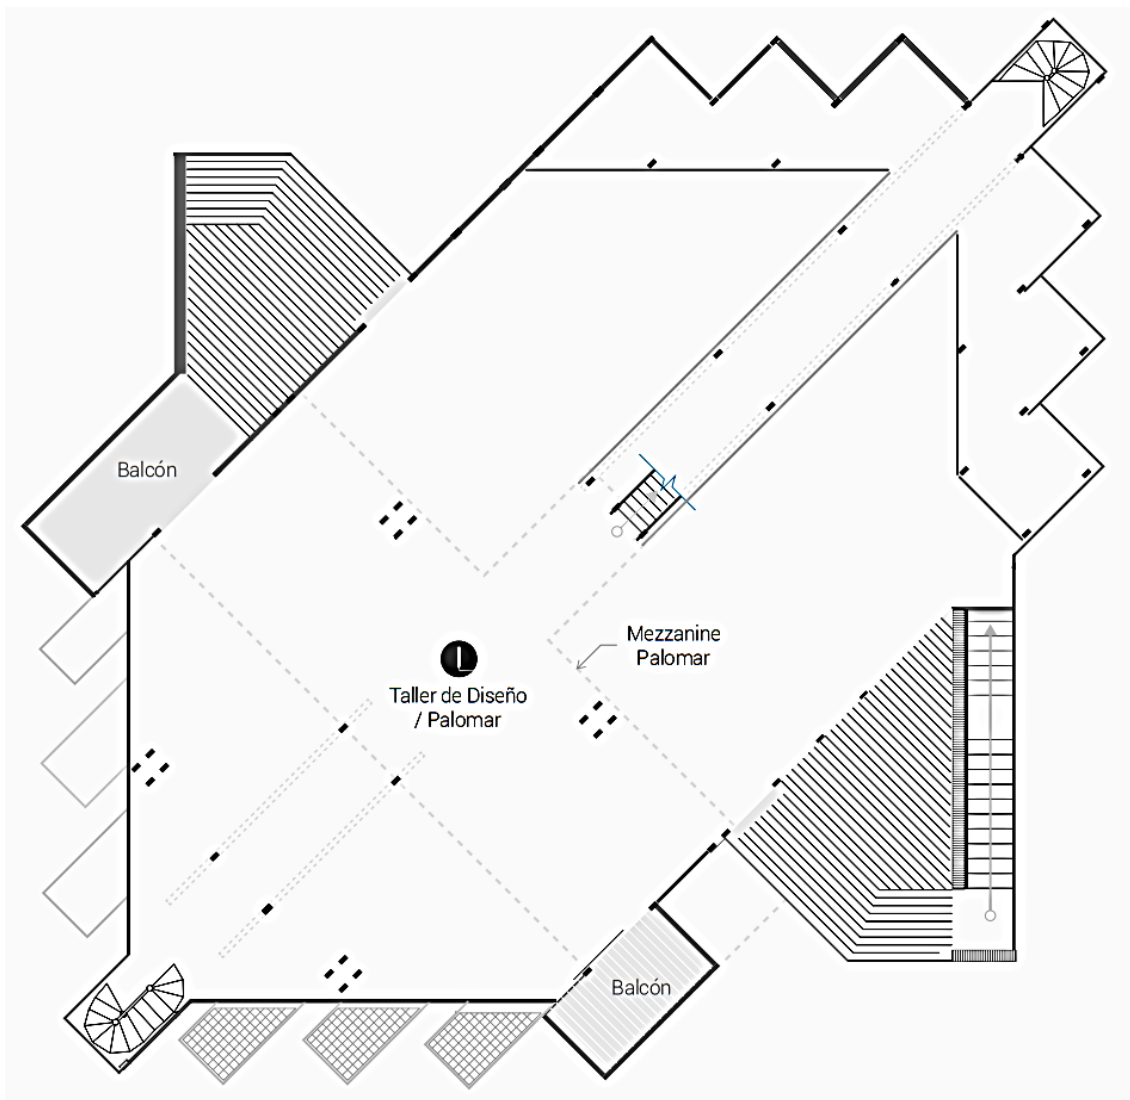 Balcón
Mezzanine
Palomar
L
Taller de Diseño
/ Palomar
Balcón